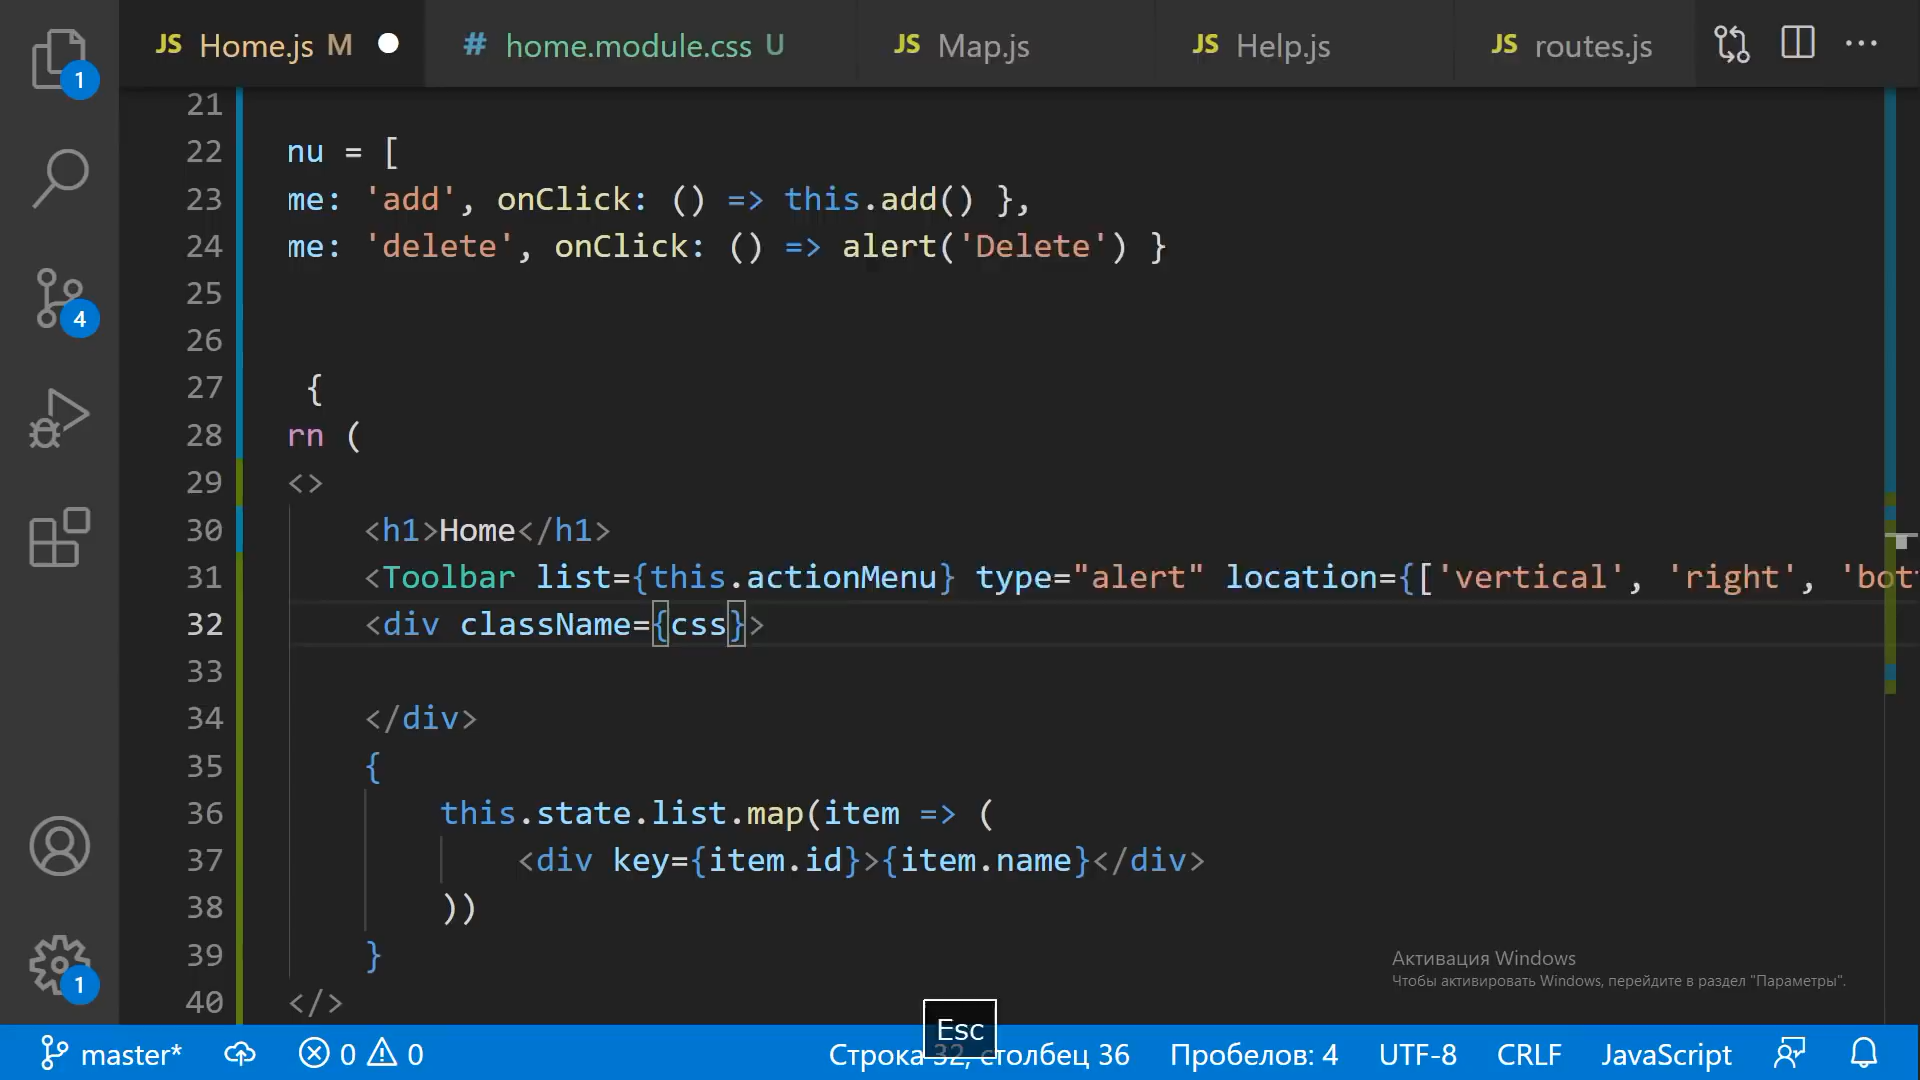 1
4
1
JS Home.js M
# home.module.css U
JS Map.js
JS Help.js
JS routes.js
21
22 nu = [
23 me: 'add', onClick: () => this.add() },
24 me: 'delete', onClick: () => alert('Delete') }
25
26
27 {
28 rn (
29 <>
30 <h1>Home</h1>
31 <Toolbar list={this.actionMenu} type="alert" location={['vertical', 'right', 'bot
32 <div className={css}>
33
34 </div>
35 {
36 this.state.list.map(item => (
37 <div key={item.id}>{item.name}</div>
38 ))
39 }
40 </>
Активация Windows
Чтобы активировать Windows, перейдите в раздел "Параметры".
Esc
master* 0 0 Строка 32, столбец 36 Пробелов: 4 UTF-8 CRLF JavaScript